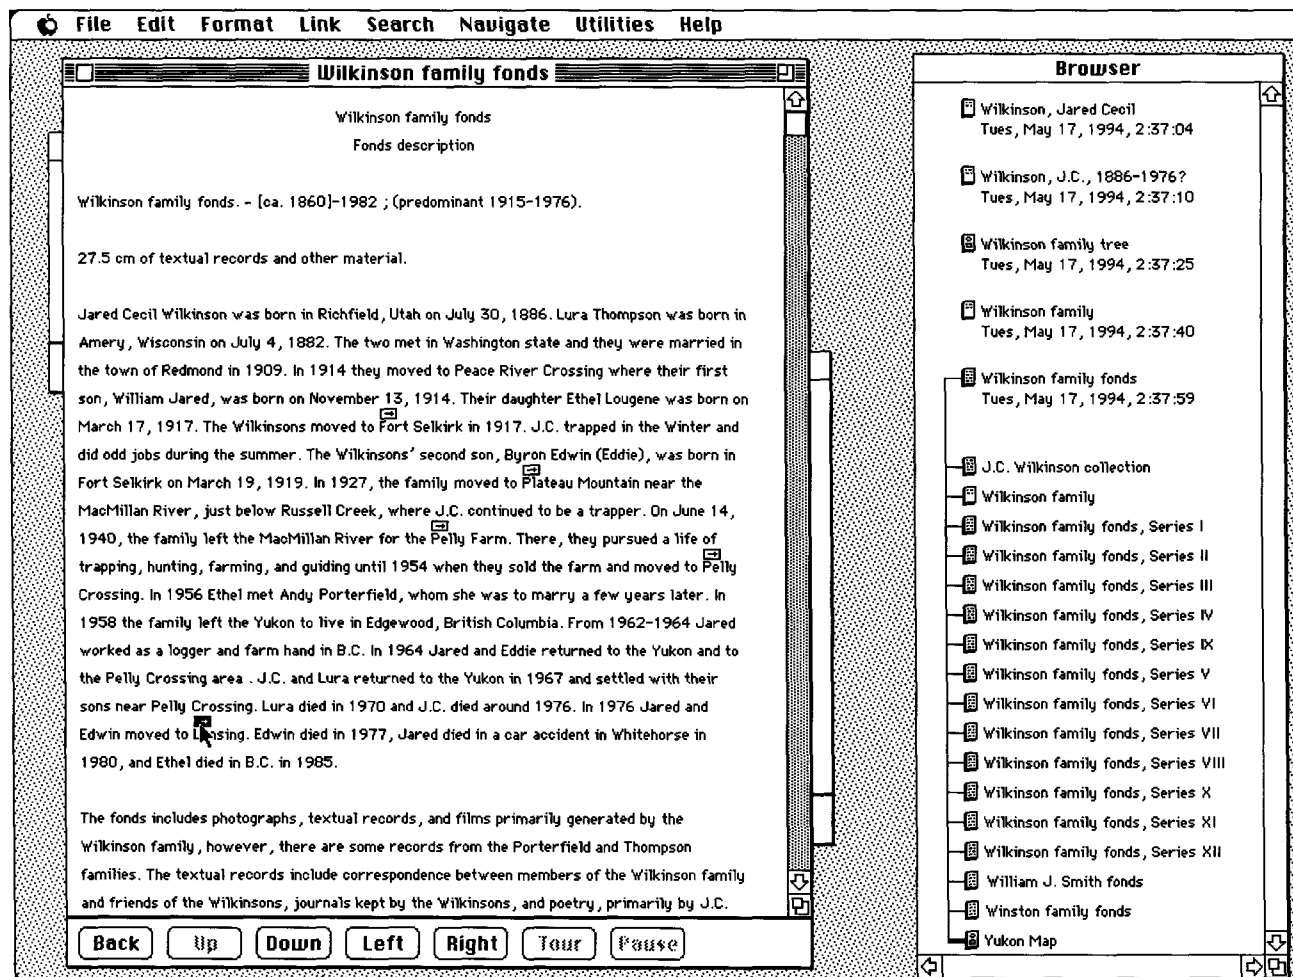 File Edit Format Link Search Navigate Utilities Help
Wilkinson family fonds
Wilkinson family fonds
Fonds description
Wilkinson family fonds. - [ca. 1860]-1982 ; (predominant 1915-1976).
27.5 cm of textual records and other material.
Jared Cecil Wilkinson was born in Richfield, Utah on July 30, 1886. Lura Thompson was born in
Amery, Wisconsin on July 4, 1882. The two met in Washington state and they were married in
the town of Redmond in 1909. In 1914 they moved to Peace River Crossing where their first
son, William Jared, was born on November 13, 1914. Their daughter Ethel Lougene was born on
March 17, 1917. The Wilkinsons moved to Fort Selkirk in 1917. J.C. trapped in the Winter and
did odd jobs during the summer. The Wilkinsons' second son, Byron Edwin (Eddie), was born in
Fort Selkirk on March 19, 1919. In 1927, the family moved to Plateau Mountain near the
MacMillan River, just below Russell Creek, where J.C. continued to be a trapper. On June 14,
1940, the family left the MacMillan River for the Pelly Farm. There, they pursued a life of
trapping, hunting, farming, and guiding until 1954 when they sold the farm and moved to Pelly
Crossing. In 1956 Ethel met Andy Porterfield, whom she was to marry a few years later. In
1958 the family left the Yukon to live in Edgewood, British Columbia. From 1962-1964 Jared
worked as a logger and farm hand in B.C. In 1964 Jared and Eddie returned to the Yukon and to
the Pelly Crossing area . J.C. and Lura returned to the Yukon in 1967 and settled with their
sons near Pelly Crossing. Lura died in 1970 and J.C. died around 1976. In 1976 Jared and
Edwin moved to Lansing. Edwin died in 1977, Jared died in a car accident in Whitehorse in
1980, and Ethel died in B.C. in 1985.
The fonds includes photographs, textual records, and films primarily generated by the
Wilkinson family, however, there are some records from the Porterfield and Thompson
families. The textual records include correspondence between members of the Wilkinson family
and friends of the Wilkinsons, journals kept by the Wilkinsons, and poetry, primarily by J.C.
Back Up Down Left Right Tour Pause
Browser
Wilkinson, Jared Cecil
Tues, May 17, 1994, 2:37:04
Wilkinson, J.C., 1886-1976?
Tues, May 17, 1994, 2:37:10
Wilkinson family tree
Tues, May 17, 1994, 2:37:25
Wilkinson family
Tues, May 17, 1994, 2:37:40
Wilkinson family fonds
Tues, May 17, 1994, 2:37:59
J.C. Wilkinson collection
Wilkinson family
Wilkinson family fonds, Series I
Wilkinson family fonds, Series II
Wilkinson family fonds, Series III
Wilkinson family fonds, Series IV
Wilkinson family fonds, Series IX
Wilkinson family fonds, Series V
Wilkinson family fonds, Series VI
Wilkinson family fonds, Series VII
Wilkinson family fonds, Series VIII
Wilkinson family fonds, Series X
Wilkinson family fonds, Series XI
Wilkinson family fonds, Series XII
William J. Smith fonds
Winston family fonds
Yukon Map